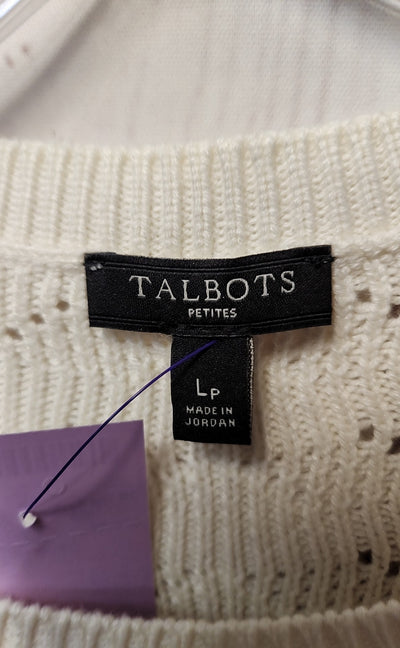 TALBOTS
PETITES
LP
MADE IN
JORDAN